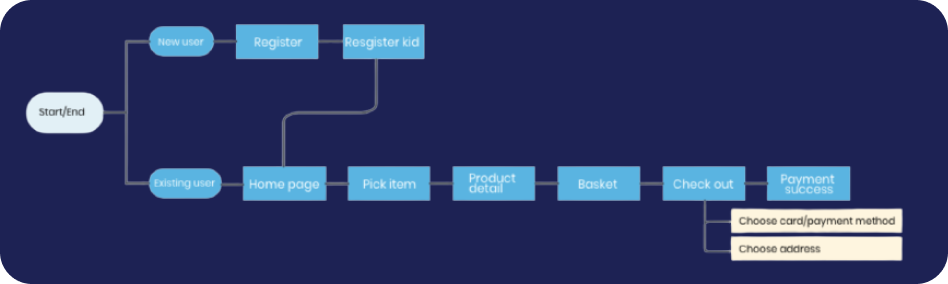 New user
Register
Resgister kid
Start/End
Existing user
Home page
Pick item
Product
detail
Basket
Check out
Payment
success
Choose card/payment method
Choose address